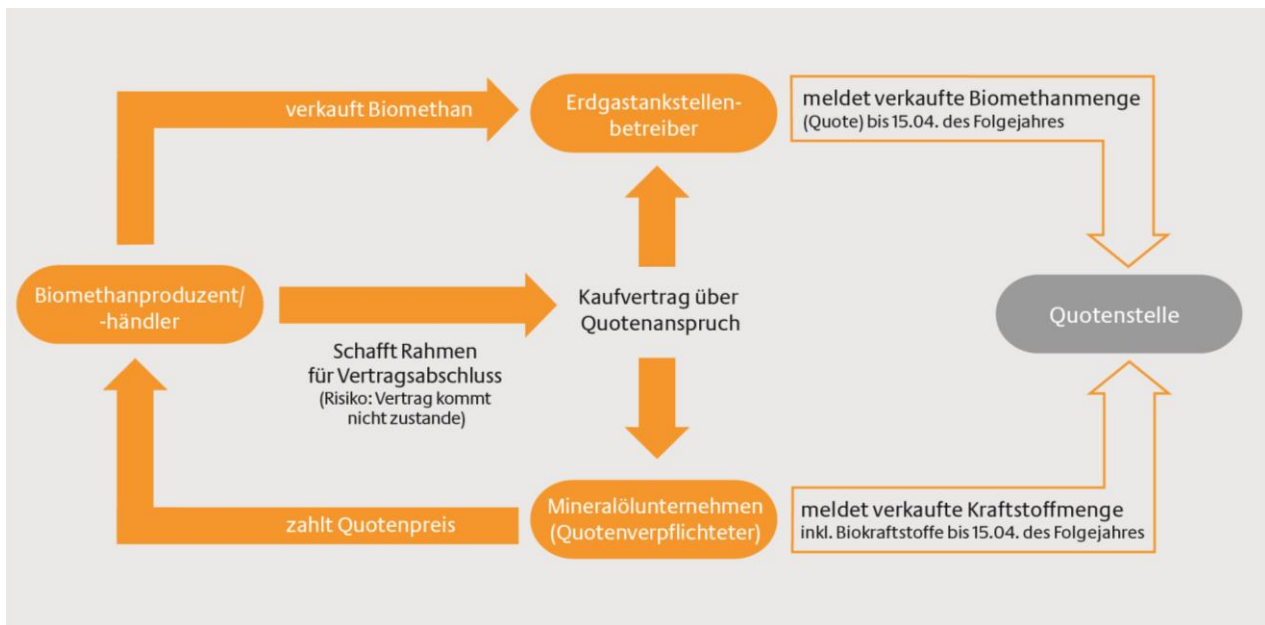 verkauft Biomethan
Erdgastankstellen-
betreiber
meldet verkaufte Biomethanmenge
(Quote) bis 15.04. des Folgejahres
Biomethanproduzent/
-händler
Schafft Rahmen
für Vertragsabschluss
(Risiko: Vertrag kommt
nicht zustande)
Kaufvertrag über
Quotenanspruch
Quotenstelle
zahlt Quotenpreis
Mineralölunternehmen
(Quotenverpflichteter)
meldet verkaufte Kraftstoffmenge
inkl. Biokraftstoffe bis 15.04. des Folgejahres